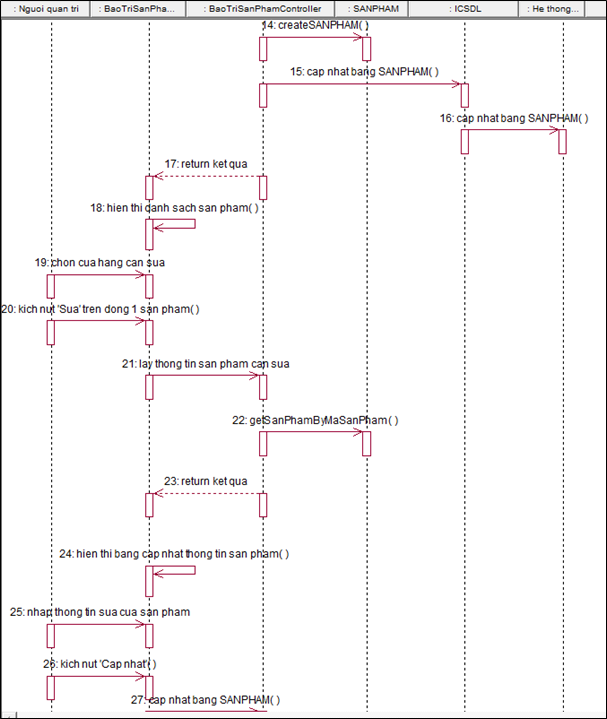 : Nguoi quan tri
: BaoTriSanPha...
: BaoTriSanPhamController
: SANPHAM
: ICSDL
: He thong...
14: createSANPHAM( )
15: cap nhat bang SANPHAM( )
16: cap nhat bang SANPHAM( )
17: return ket qua
18: hien thi danh sach san pham( )
19: chon cua hang can sua
20: kich nut 'Sua' tren dong 1 san pham( )
21: lay thong tin san pham can sua
22: getSanPhamByMaSanPham( )
23: return ket qua
24: hien thi bang cap nhat thong tin san pham( )
25: nhap thong tin sua cua san pham
26: kich nut 'Cap nhat'( )
27: cap nhat bang SANPHAM( )